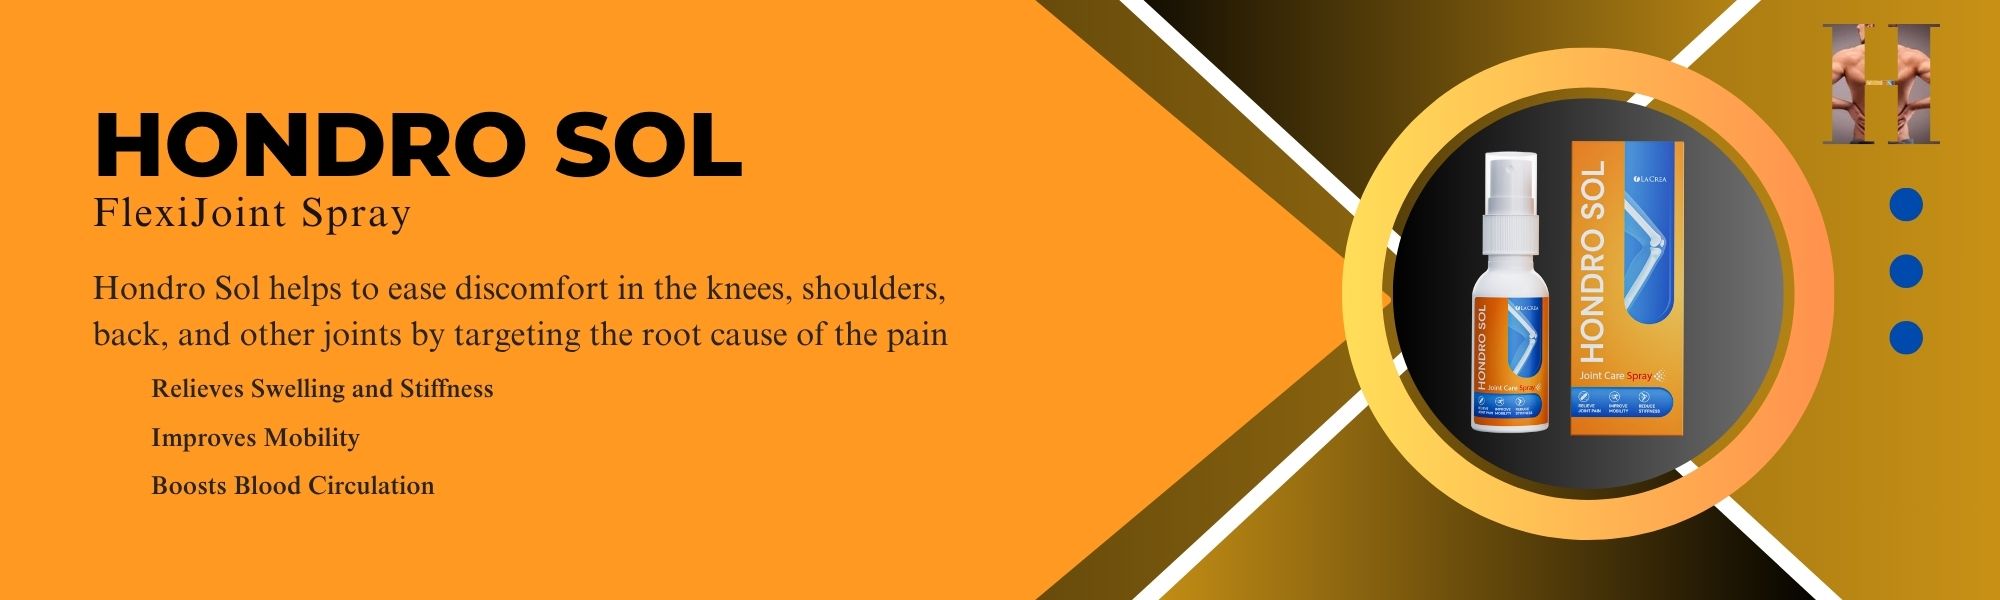 HONDRO SOL
FlexiJoint Spray
Hondro Sol helps to ease discomfort in the knees, shoulders,
back, and other joints by targeting the root cause of the pain
Relieves Swelling and Stiffness
Improves Mobility
Boosts Blood Circulation
H
LACREA
HONDRO SOL
Joint Care Spray
RELIEVE JOINT PAIN
IMPROVE MOBILITY
REDUCE STIFFNESS
LACREA
HONDRO SOL
Joint Care Spray
RELIEVE JOINT PAIN
IMPROVE MOBILITY
REDUCE STIFFNESS